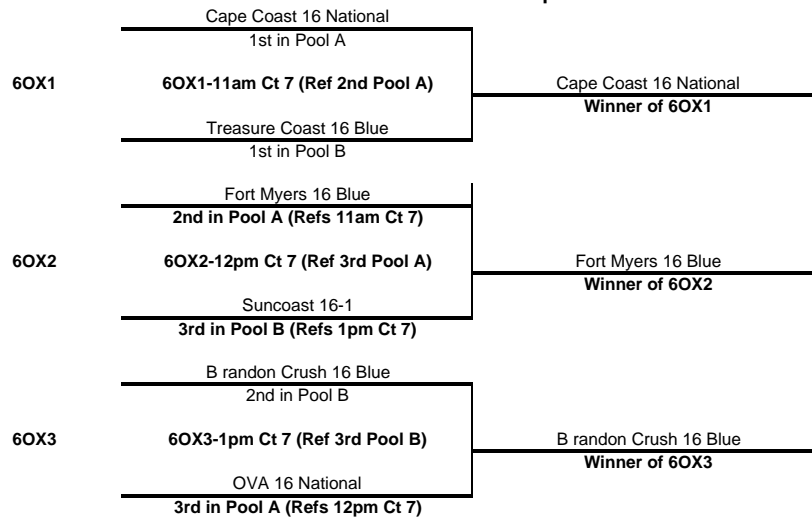 Cape Coast 16 National
1st in Pool A
6OX1 6OX1-11am Ct 7 (Ref 2nd Pool A) Cape Coast 16 National
Winner of 6OX1
Treasure Coast 16 Blue
1st in Pool B
Fort Myers 16 Blue
2nd in Pool A (Refs 11am Ct 7)
6OX2 6OX2-12pm Ct 7 (Ref 3rd Pool A) Fort Myers 16 Blue
Winner of 6OX2
Suncoast 16-1
3rd in Pool B (Refs 1pm Ct 7)
B randon Crush 16 Blue
2nd in Pool B
6OX3 6OX3-1pm Ct 7 (Ref 3rd Pool B) B randon Crush 16 Blue
Winner of 6OX3
OVA 16 National
3rd in Pool A (Refs 12pm Ct 7)